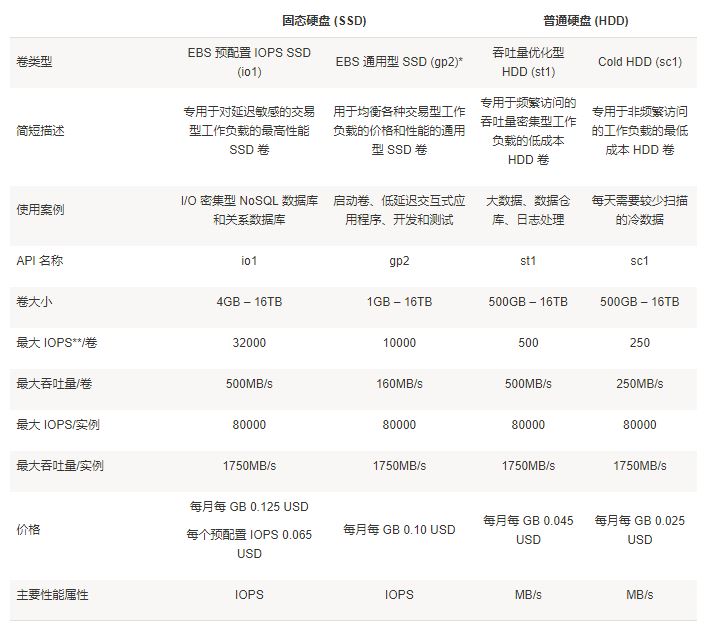 固态硬盘 (SSD) 普通硬盘 (HDD)
卷类型 EBS 预配置 IOPS SSD (io1) EBS 通用型 SSD (gp2)* 吞吐量优化型 HDD (st1) Cold HDD (sc1)
简短描述 专用于对延迟敏感的交易型工作负载的最高性能 SSD 卷 用于均衡各种交易型工作负载的价格和性能的通用型 SSD 卷 专用于频繁访问的吞吐量密集型工作负载的低成本 HDD 卷 专用于非频繁访问的工作负载的最低成本 HDD 卷
使用案例 I/O 密集型 NoSQL 数据库和关系数据库 启动卷、低延迟交互式应用程序、开发和测试 大数据、数据仓库、日志处理 每天需要较少扫描的冷数据
API 名称 io1 gp2 st1 sc1
卷大小 4GB – 16TB 1GB – 16TB 500GB – 16TB 500GB – 16TB
最大 IOPS**/卷 32000 10000 500 250
最大吞吐量/卷 500MB/s 160MB/s 500MB/s 250MB/s
最大 IOPS/实例 80000 80000 80000 80000
最大吞吐量/实例 1750MB/s 1750MB/s 1750MB/s 1750MB/s
价格 每月每 GB 0.125 USD 每个预配置 IOPS 0.065 USD 每月每 GB 0.10 USD 每月每 GB 0.045 USD 每月每 GB 0.025 USD
主要性能属性 IOPS IOPS MB/s MB/s